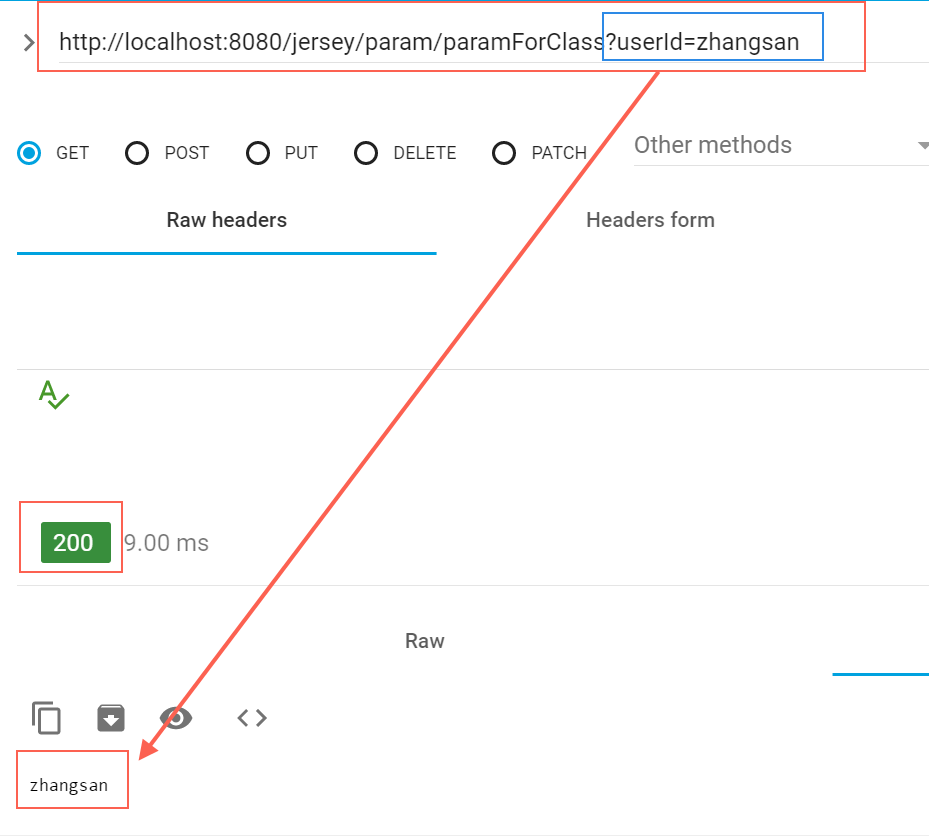 http://localhost:8080/jersey/param/paramForClass?userId=zhangsan
GET POST PUT DELETE PATCH Other methods
Raw headers Headers form
200 9.00 ms
Raw
zhangsan